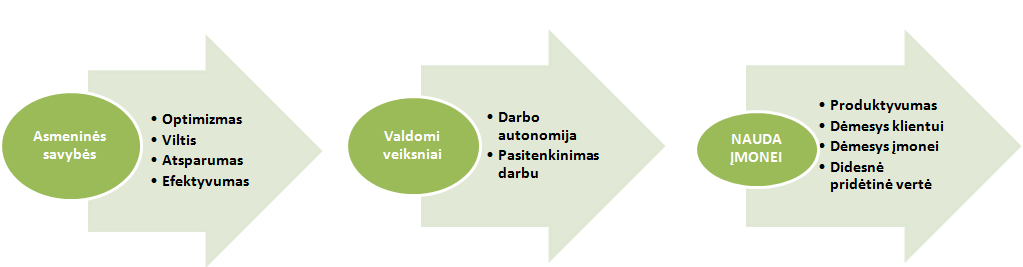 Asmeninės
savybės
• Optimizmas
• Viltis
• Atsparumas
• Efektyvumas
Valdomi
veiksniai
• Darbo
autonomija
• Pasitenkinimas
darbu
NAUDA
ĮMONEI
• Produktyvumas
• Dėmesys klientui
• Dėmesys įmonei
• Didesnė
pridėtinė vertė